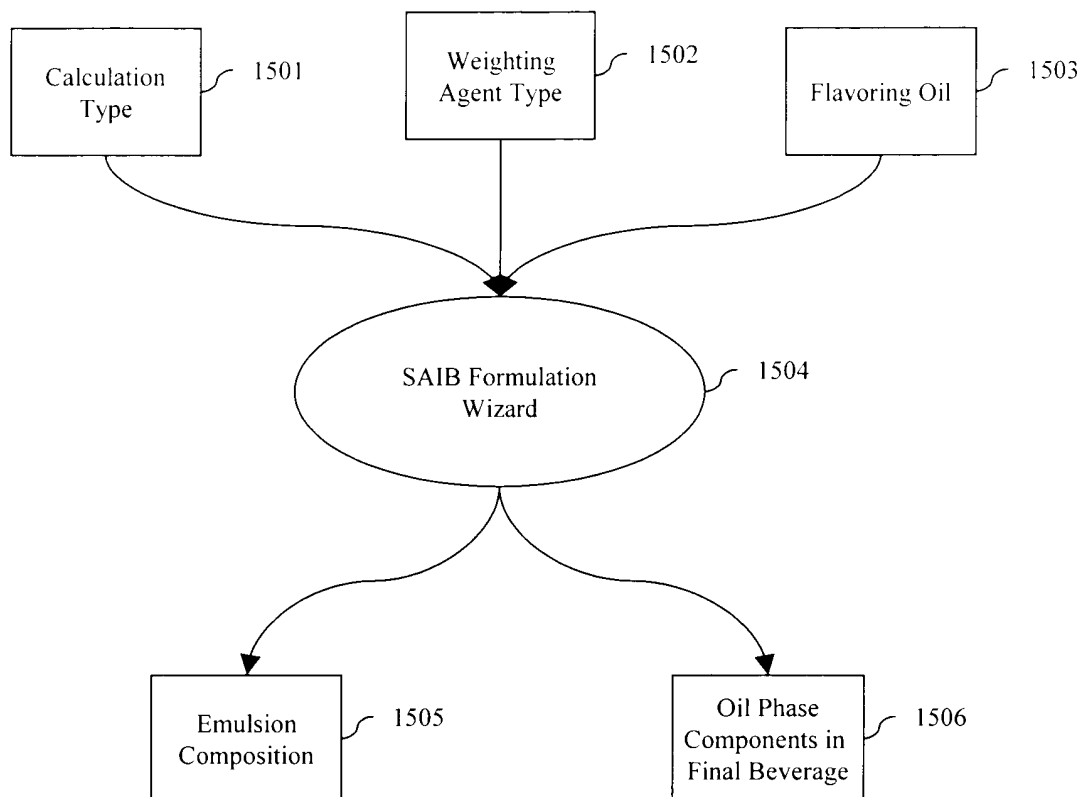 Calculation
Type
1501
Weighting
Agent Type
1502
Flavoring Oil
1503
SAIB Formulation
Wizard
1504
Emulsion
Composition
1505
Oil Phase
Components in
Final Beverage
1506